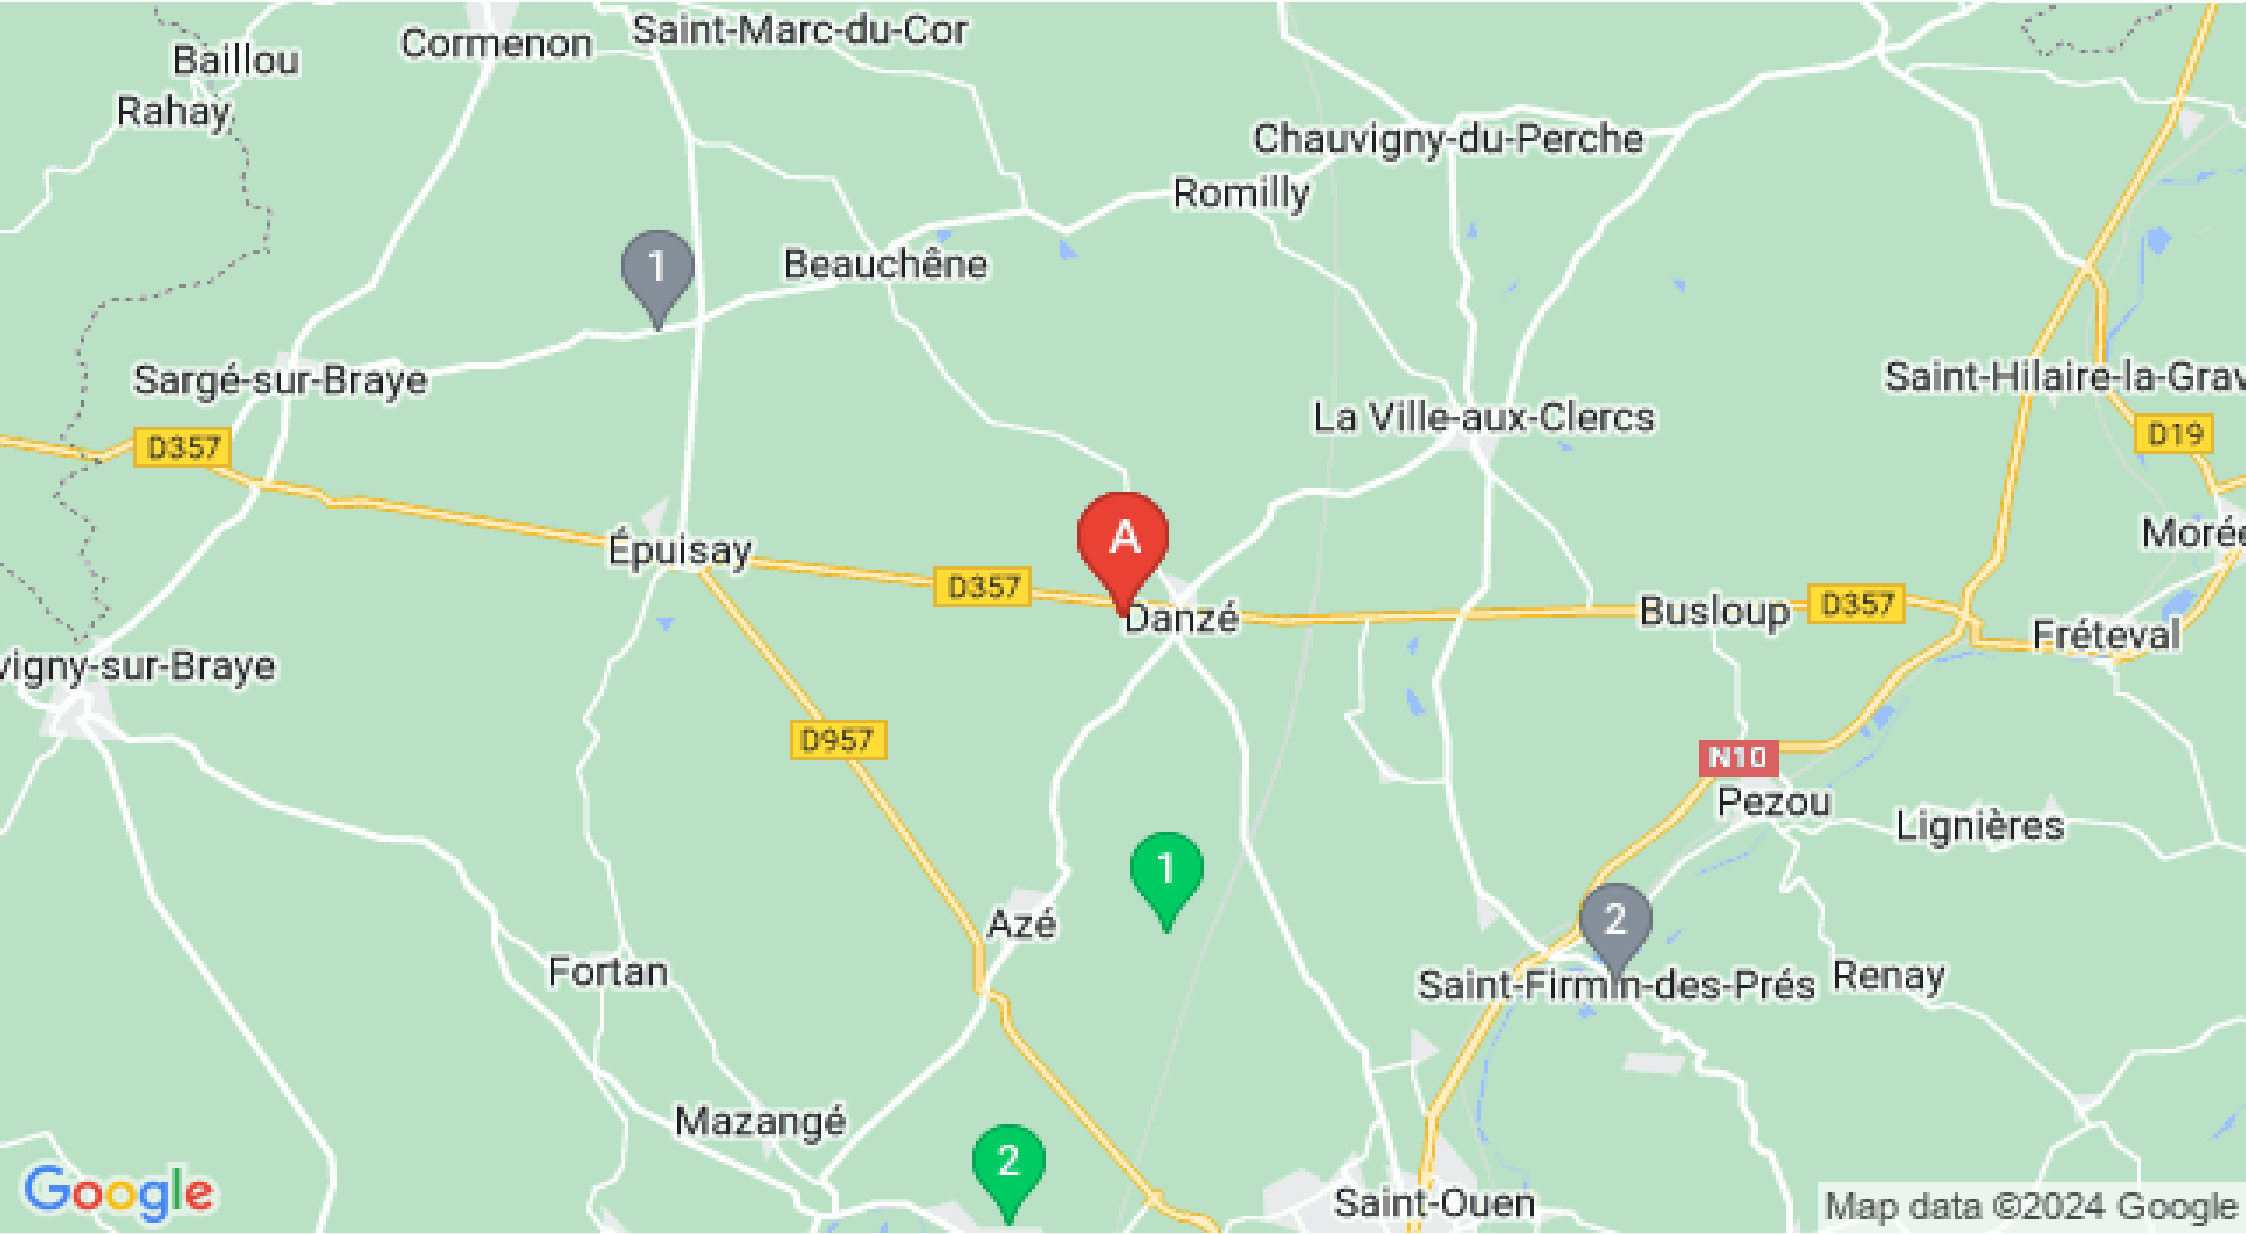 Saint-Marc-du-Cor
Cormenon
Baillou
Rahay
Chauvigny-du-Perche
Romilly
1
Beauchêne
Sargé-sur-Braye
Saint-Hilaire-la-Grav
La Ville-aux-Clercs
D357
D19
A
Morée
Épuisay
D357
Danzé
Busloup
D357
Fréteval
vigny-sur-Braye
D957
N10
Pezou
Lignières
1
Azé
2
Fortan
Saint-Firmin-des-Prés
Renay
Mazangé
2
Google
Saint-Ouen
Map data ©2024 Google